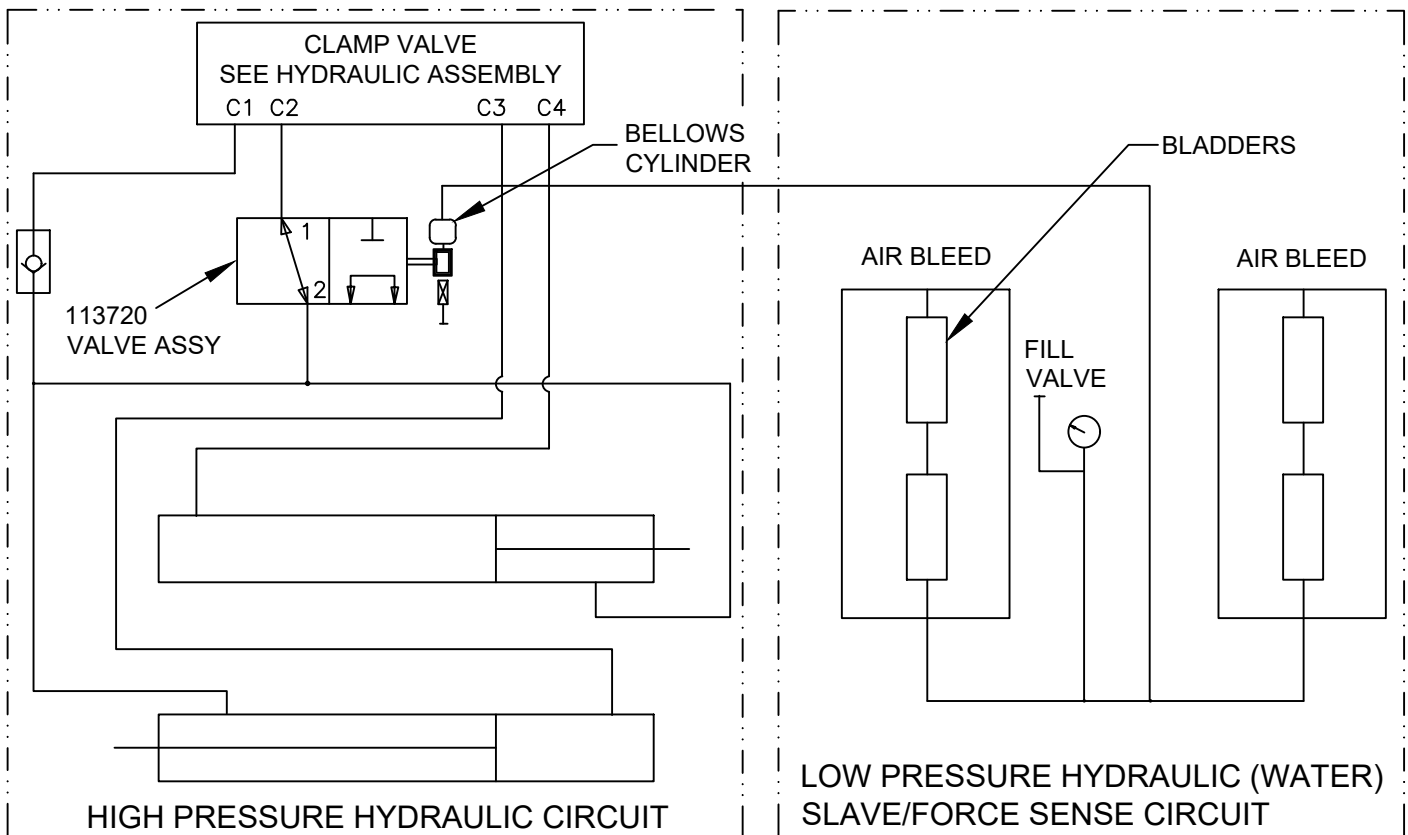 CLAMP VALVE
SEE HYDRAULIC ASSEMBLY
C1 C2 C3 C4
BELLOWS
CYLINDER
BLADDERS
1
2
113720
VALVE ASSY
AIR BLEED
AIR BLEED
FILL
VALVE
HIGH PRESSURE HYDRAULIC CIRCUIT
LOW PRESSURE HYDRAULIC (WATER)
SLAVE/FORCE SENSE CIRCUIT